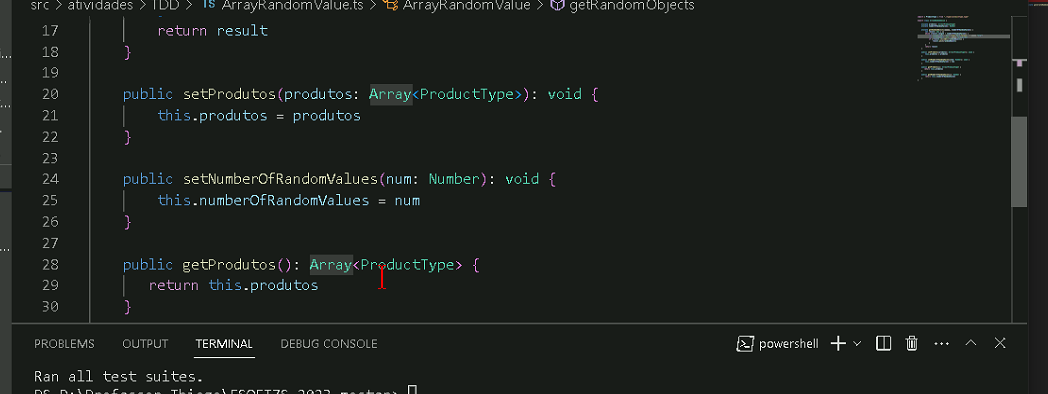 src > atividades > TDD > TS ArrayRandomValue.ts > ArrayRandomValue > getRandomObjects
17 return result
18 }
19
20 public setProdutos(produtos: Array<ProductType>): void {
21 this.produtos = produtos
22 }
23
24 public setNumberOfRandomValues(num: Number): void {
25 this.numberOfRandomValues = num
26 }
27
28 public getProdutos(): Array<ProductType> {
29 return this.produtos
30 }
PROBLEMS OUTPUT TERMINAL DEBUG CONSOLE powershell
Ran all test suites.